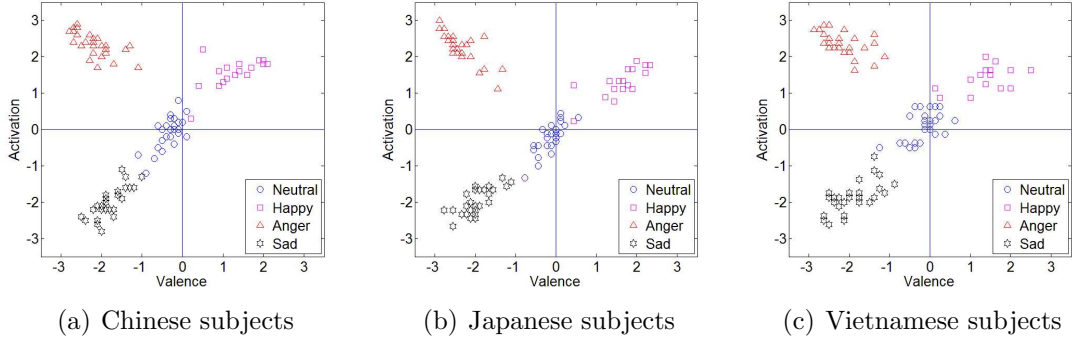 3
2
1
0
-1
-2
-3
Activation
-3 -2 -1 0 1 2 3
Valence
Neutral
Happy
Anger
Sad
(a) Chinese subjects
3
2
1
0
-1
-2
-3
Activation
-3 -2 -1 0 1 2 3
Valence
Neutral
Happy
Anger
Sad
(b) Japanese subjects
3
2
1
0
-1
-2
-3
Activation
-3 -2 -1 0 1 2 3
Valence
Neutral
Happy
Anger
Sad
(c) Vietnamese subjects